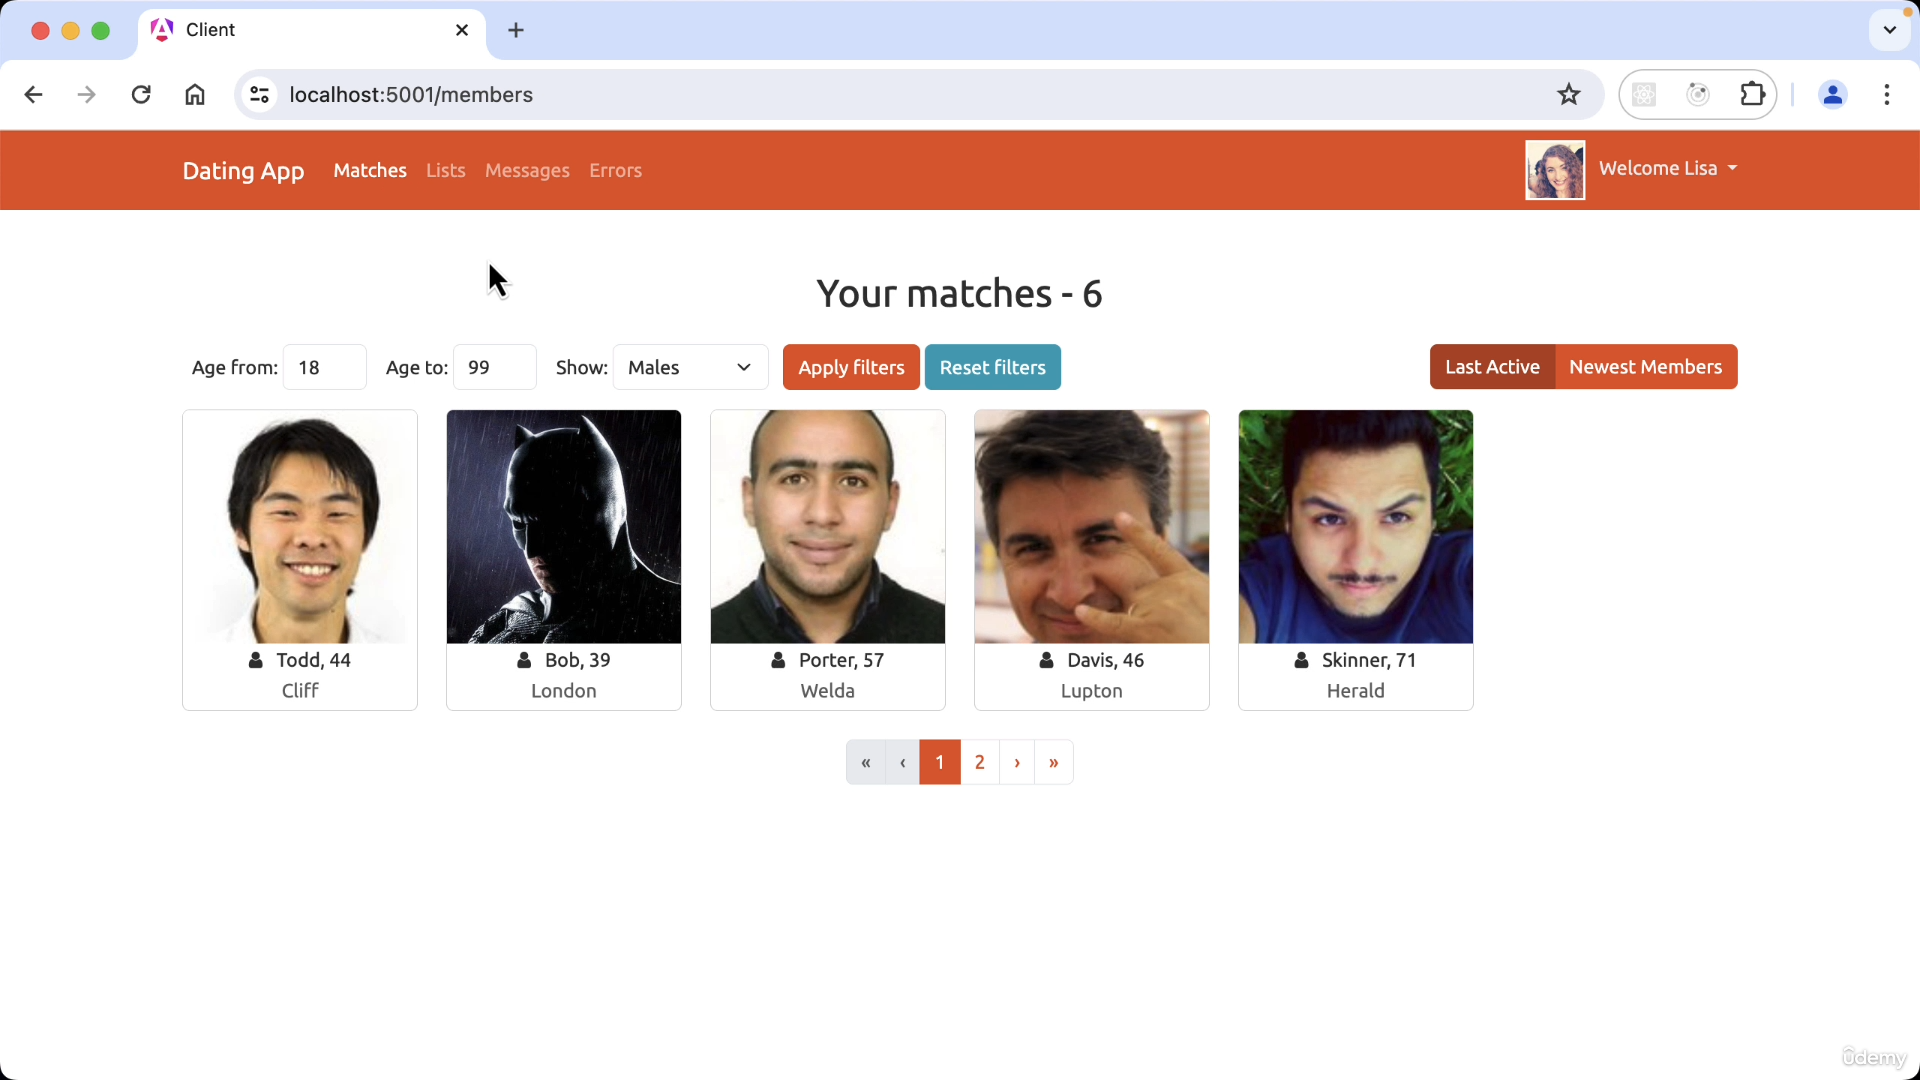 Client
localhost:5001/members
Dating App Matches Lists Messages Errors Welcome Lisa
Your matches - 6
Age from: 18 Age to: 99 Show: Males Apply filters Reset filters Last Active Newest Members
Todd, 44
Cliff
Bob, 39
London
Porter, 57
Welda
Davis, 46
Lupton
Skinner, 71
Herald
« ‹ 1 2 › »
ûdemy